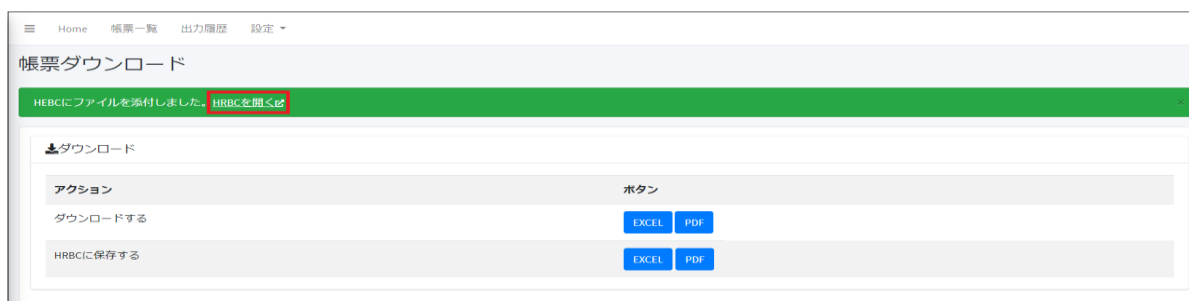 Home 帳票一覧 出力履歴 設定
帳票ダウンロード
HEBCにファイルを添付しました。HRBCを開く
×
ダウンロード
アクション ボタン
ダウンロードする EXCEL PDF
HRBCに保存する EXCEL PDF